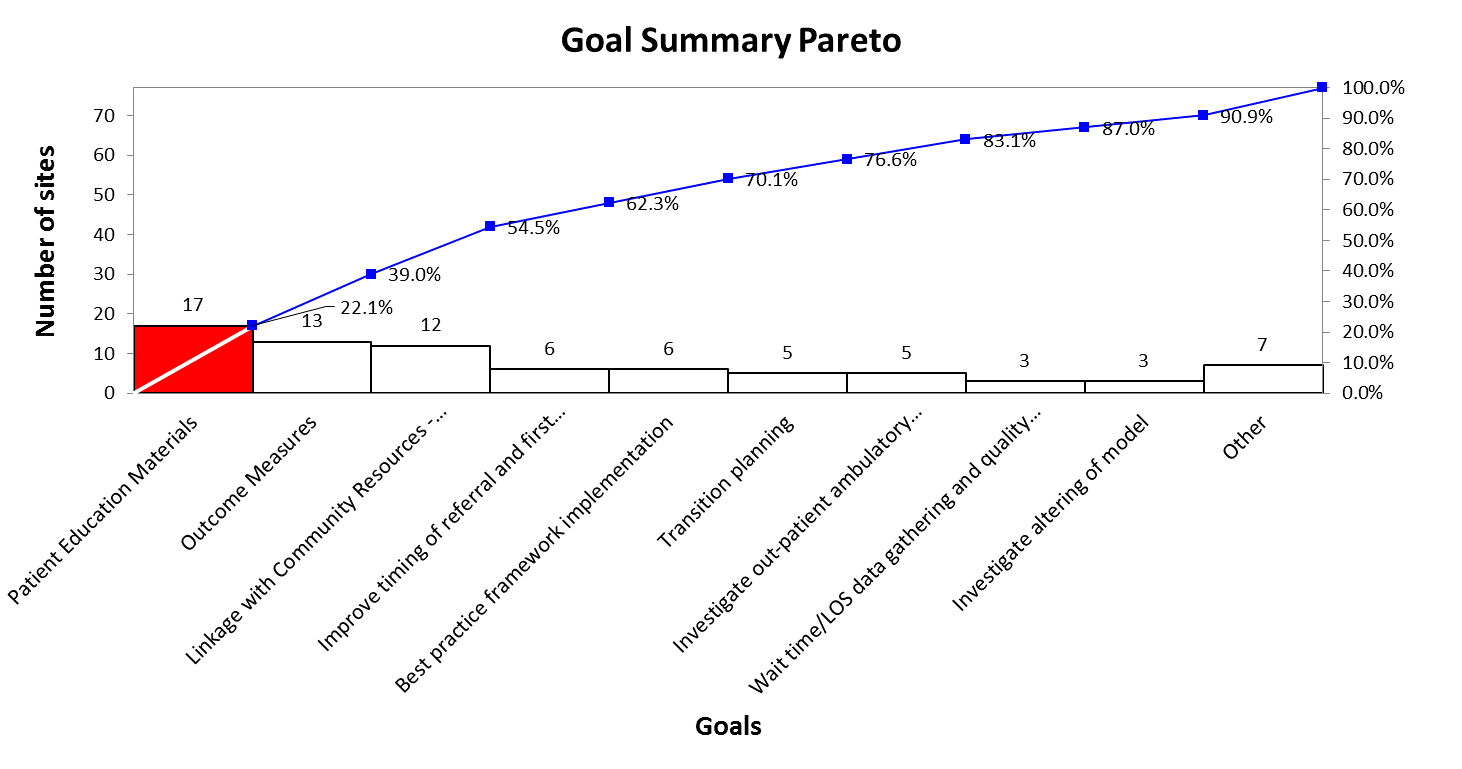 Goal Summary Pareto
Number of sites
70
60
50
40
30
20
10
0
100.0%
90.0%
80.0%
70.0%
60.0%
50.0%
40.0%
30.0%
20.0%
10.0%
0.0%
22.1%
39.0%
54.5%
62.3%
70.1%
76.6%
83.1%
87.0%
90.9%
17
13
12
6
6
5
5
3
3
7
Patient Education Materials
Outcome Measures
Linkage with Community Resources -...
Improve timing of referral and first...
Best practice framework implementation
Transition planning
Investigate out-patient ambulatory...
Wait time/LOS data gathering and quality...
Investigate altering of model
Other
Goals